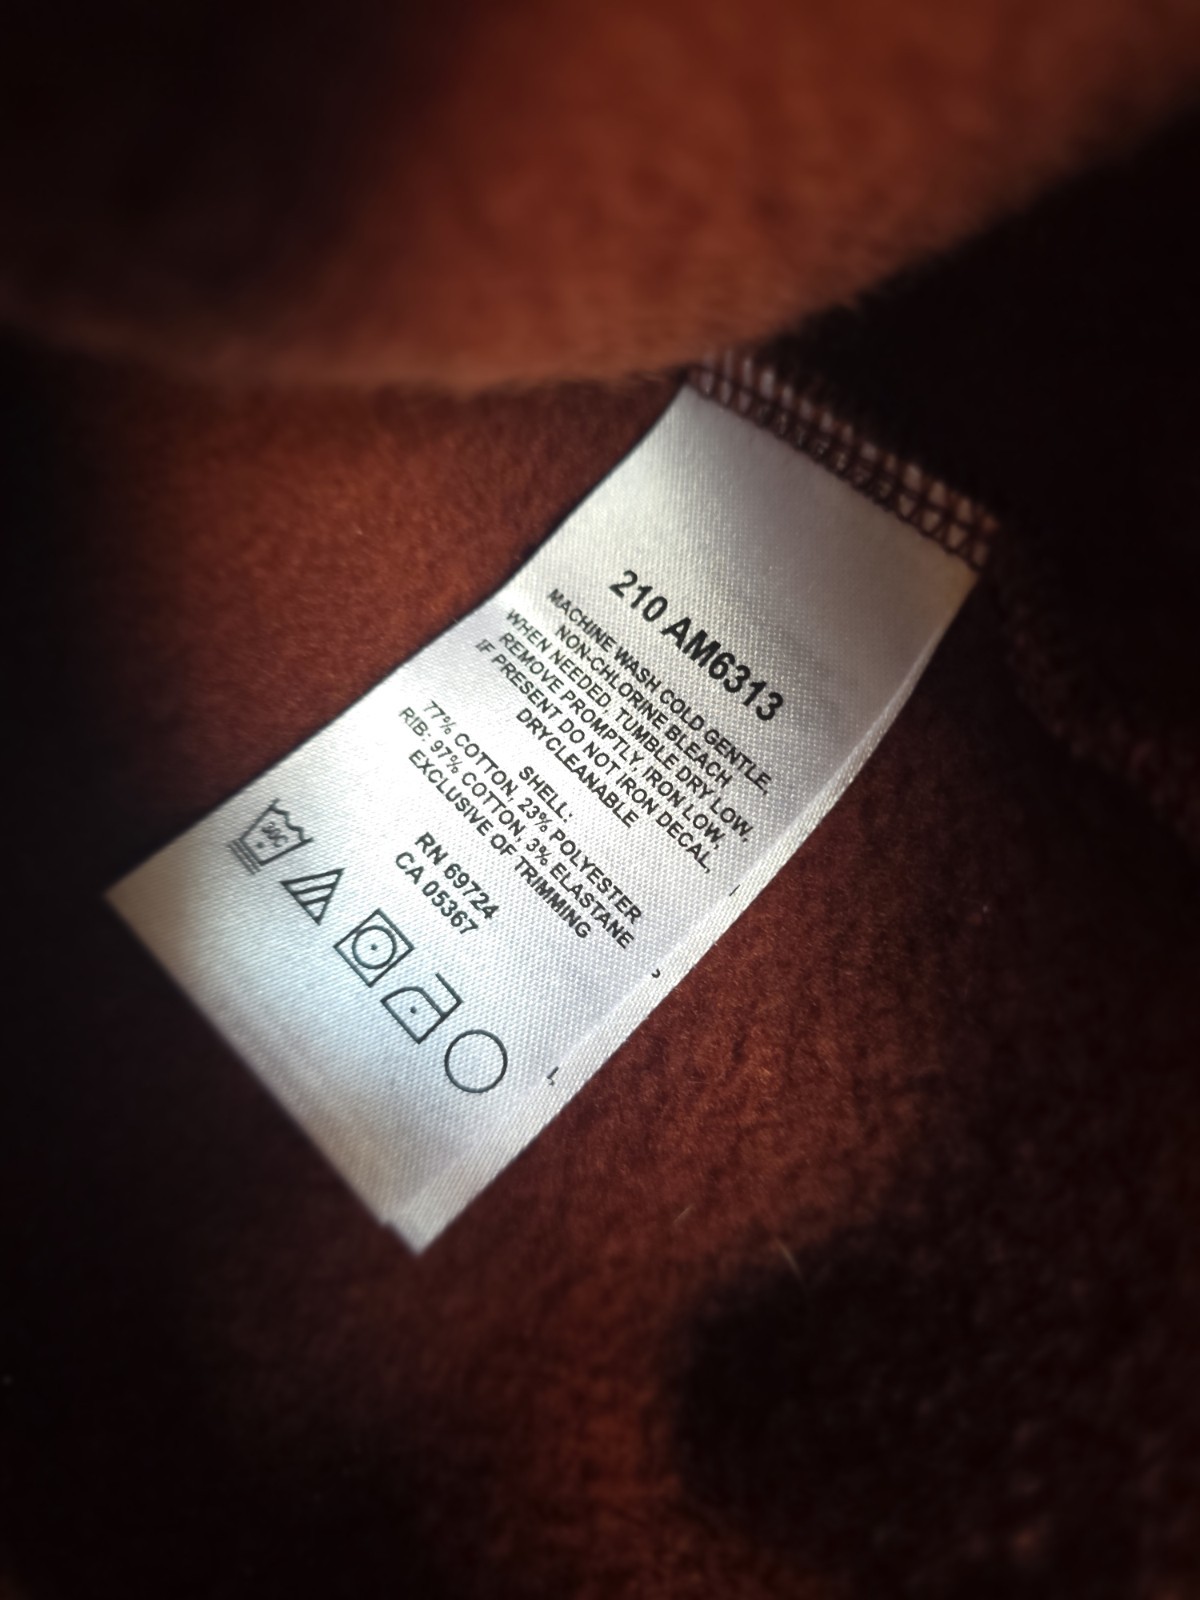 210 AM6313
MACHINE WASH COLD GENTLE,
NON-CHLORINE BLEACH
WHEN NEEDED, TUMBLE DRY LOW,
REMOVE PROMPTLY, IRON LOW,
IF PRESENT DO NOT IRON DECAL,
DRYCLEANABLE
SHELL:
77% COTTON, 23% POLYESTER
RIB: 97% COTTON, 3% ELASTANE
EXCLUSIVE OF TRIMMING
RN 69724
CA 05367